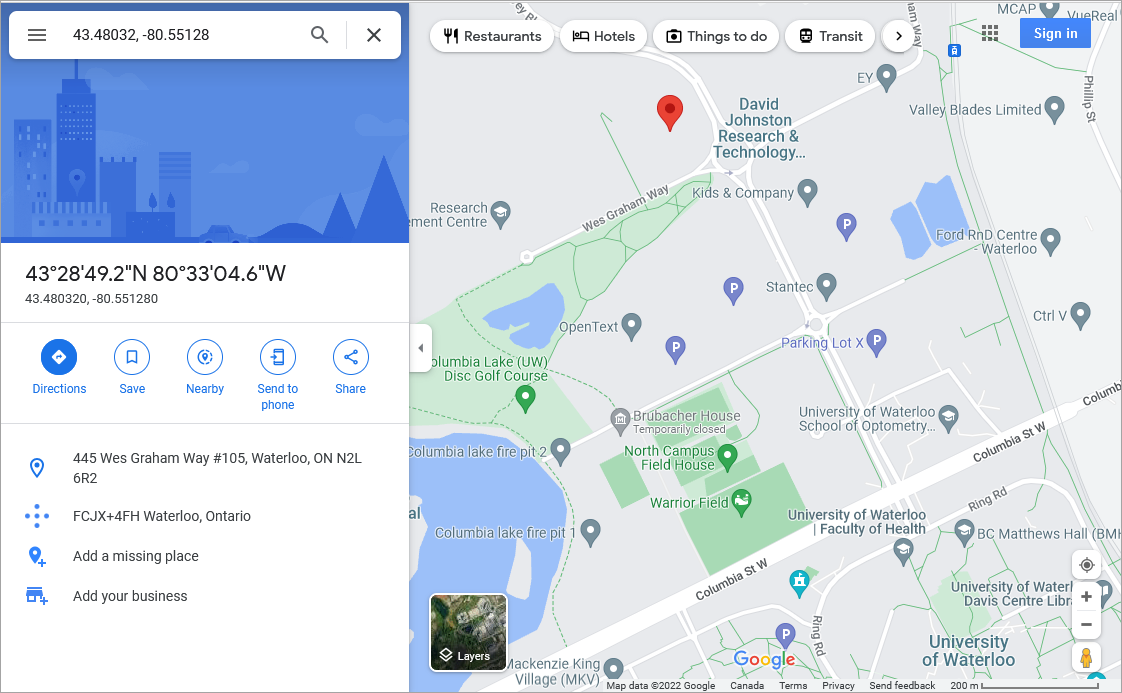 43.48032, -80.55128
Restaurants
Hotels
Things to do
Transit
Sign in
MCAP
VueReal
EY
Valley Blades Limited
Phillip St
David
Johnston
Research &
Technology...
Kids & Company
Wes Graham Way
Research
ement Centre
P
Ford RnD Centre
- Waterloo
43°28'49.2"N 80°33'04.6"W
43.480320, -80.551280
Stantec
P
Ctrl V
OpenText
P
Parking Lot X
P
Directions
Save
Nearby
Send to
phone
Share
olumbia Lake (UW)
Disc Golf Course
Columbia
Brubacher House
Temporarily closed
University of Waterloo
School of Optometry...
Columbia St W
Columbia lake fire pit 2
North Campus
Field House
445 Wes Graham Way #105, Waterloo, ON N2L
6R2
FCJX+4FH Waterloo, Ontario
Add a missing place
Add your business
Warrior Field
Ring Rd
al
University of Waterloo
| Faculty of Health
Columbia lake fire pit 1
BC Matthews Hall (BMH
Columbia St W
University of Waterl
Davis Centre Libra
Ring Rd
P
Layers
University
of Waterloo
Google
Mackenzie King
Village (MKV)
Map data ©2022 Google
Canada
Terms
Privacy
Send feedback
200 m